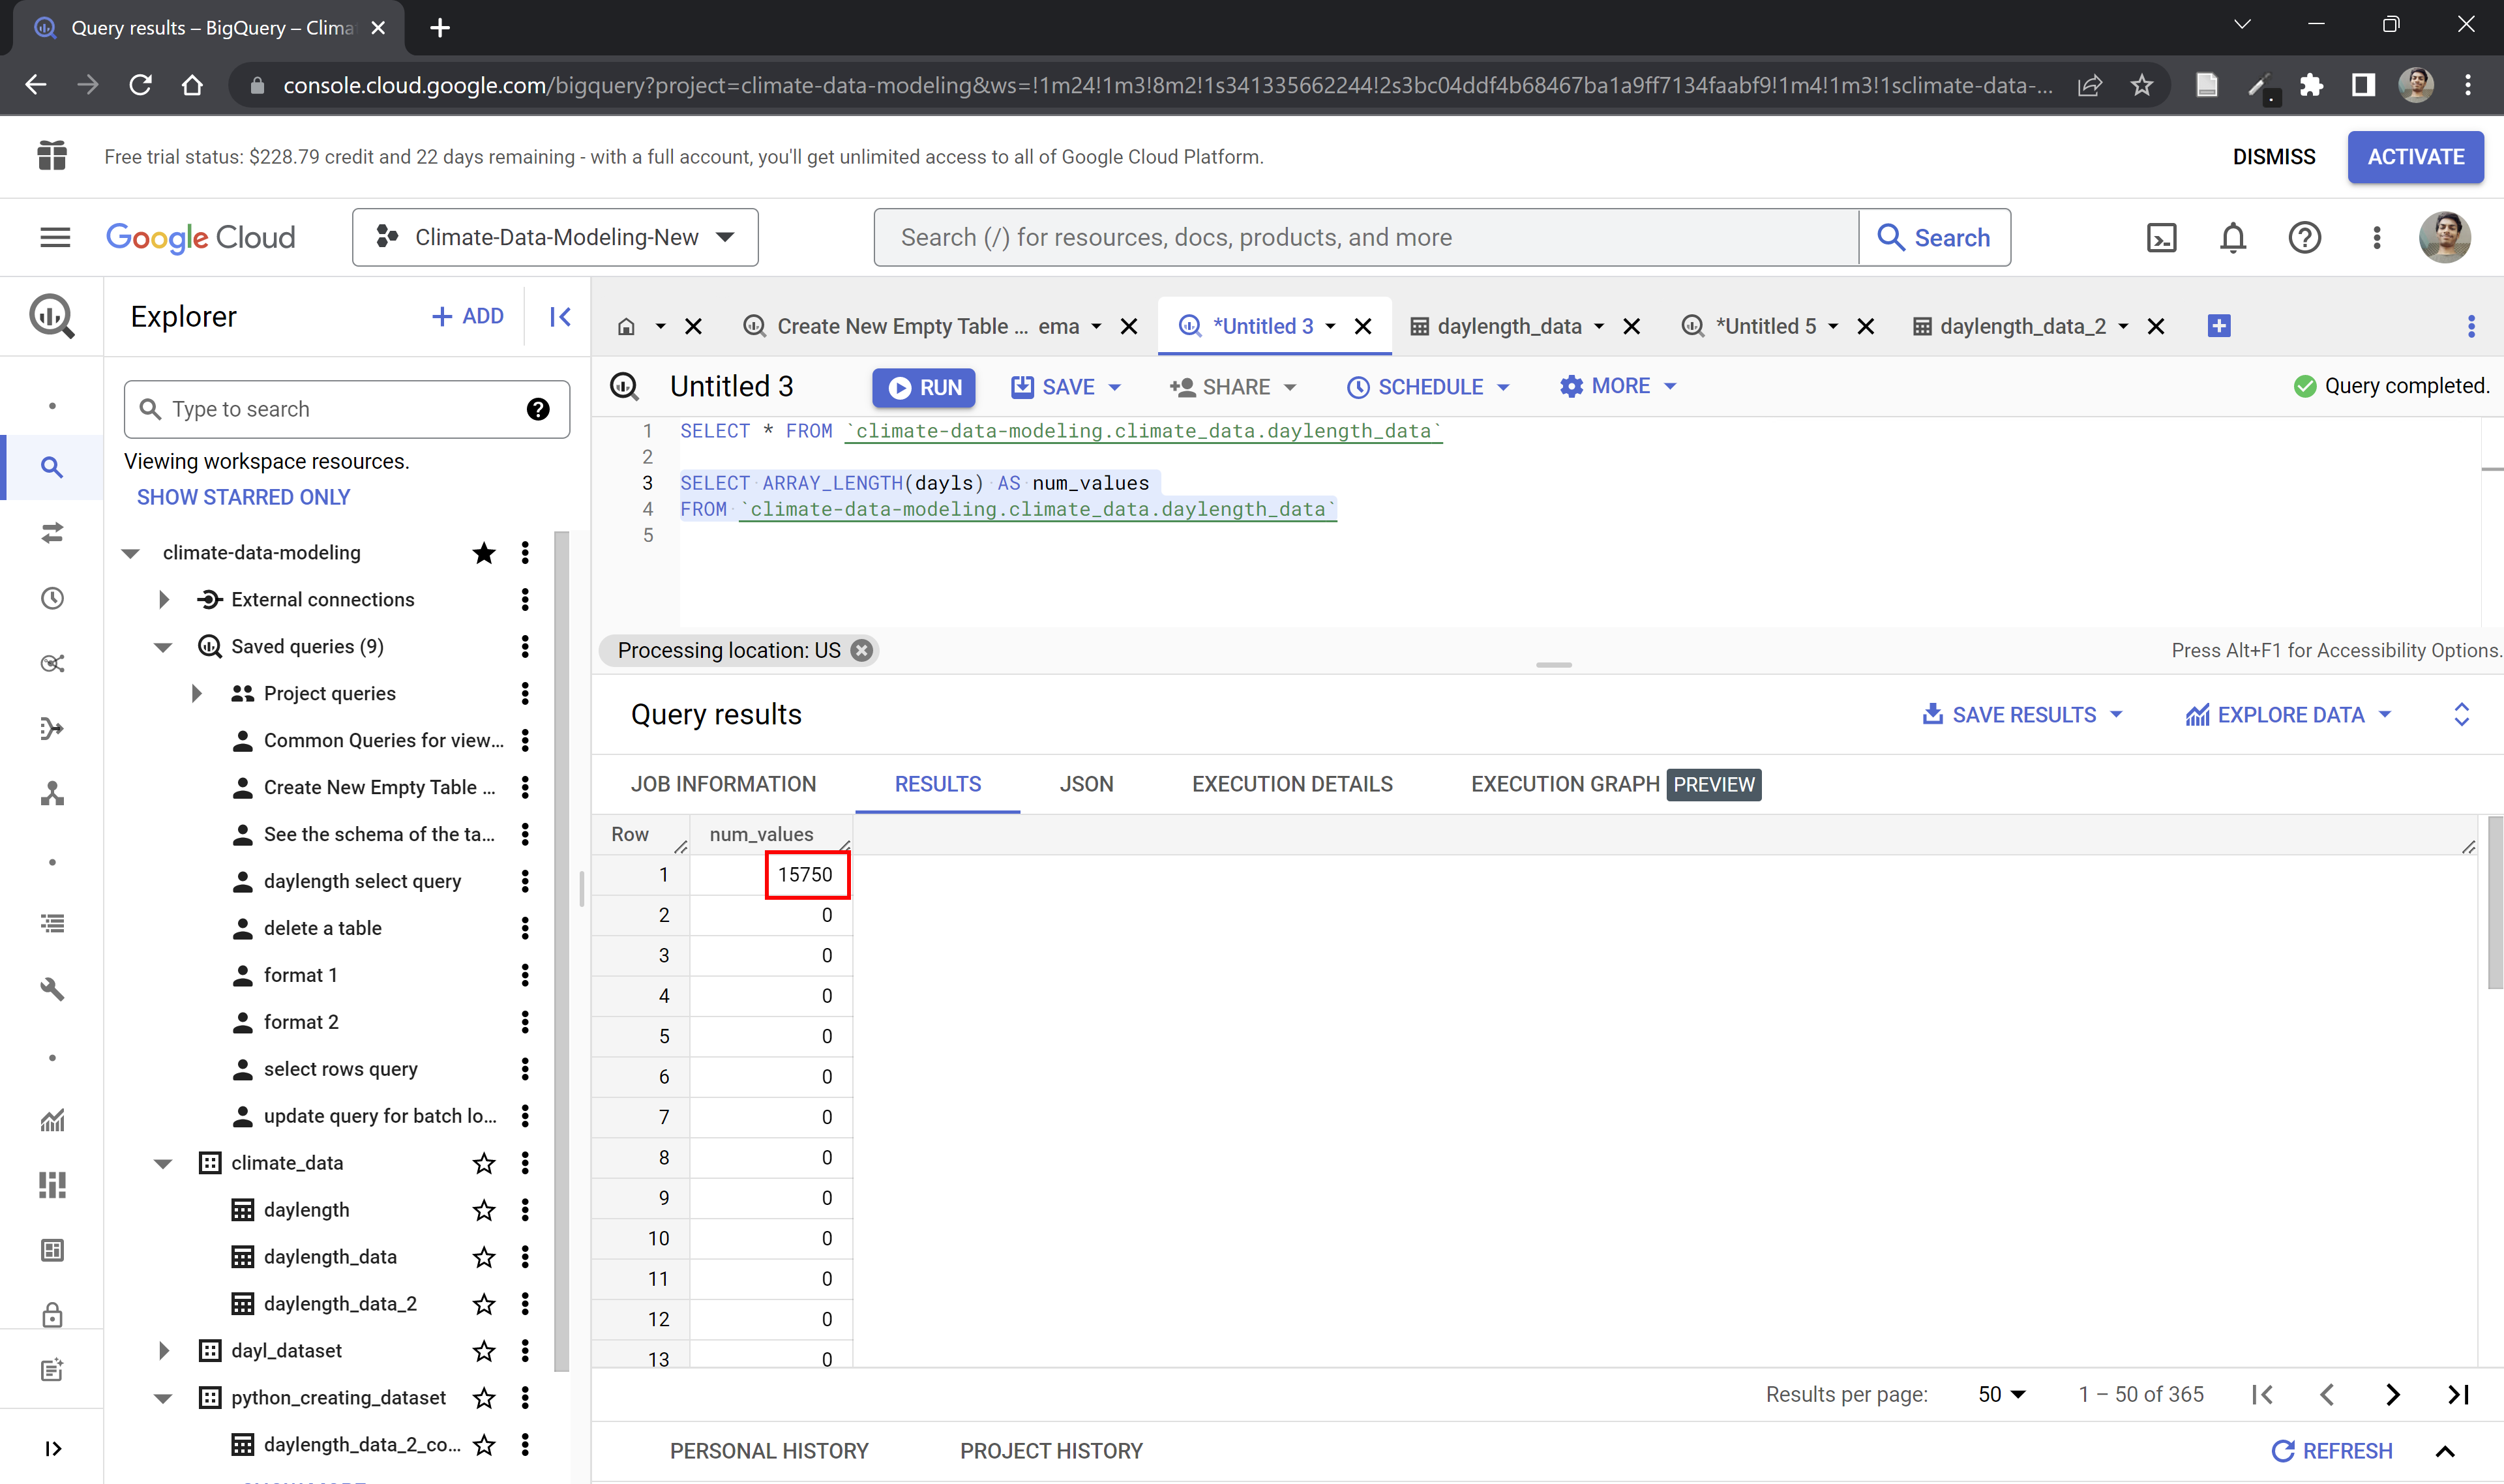 Query results – BigQuery – Clima
console.cloud.google.com/bigquery?project=climate-data-modeling&ws=!1m24!1m3!8m2!1s341335662244!2s3bc04ddf4b68467ba1a9ff7134faabf9!1m4!1m3!1sclimate-data-...
Free trial status: $228.79 credit and 22 days remaining - with a full account, you'll get unlimited access to all of Google Cloud Platform.
DISMISS
ACTIVATE
Google Cloud
Climate-Data-Modeling-New
Search (/) for resources, docs, products, and more
Search
Explorer
+ ADD
Create New Empty Table ... ema
*Untitled 3
daylength_data
*Untitled 5
daylength_data_2
Untitled 3
RUN
SAVE
SHARE
SCHEDULE
MORE
Query completed.
Type to search
Viewing workspace resources.
SHOW STARRED ONLY
climate-data-modeling
External connections
Saved queries (9)
Project queries
Common Queries for view...
Create New Empty Table ...
See the schema of the ta...
daylength select query
delete a table
format 1
format 2
select rows query
update query for batch lo...
climate_data
daylength
daylength_data
daylength_data_2
dayl_dataset
python_creating_dataset
daylength_data_2_co...
1 SELECT * FROM `climate-data-modeling.climate_data.daylength_data`
2
3 SELECT ARRAY_LENGTH(dayls) AS num_values
4 FROM `climate-data-modeling.climate_data.daylength_data`
5
Processing location: US
Press Alt+F1 for Accessibility Options.
Query results
SAVE RESULTS
EXPLORE DATA
JOB INFORMATION
RESULTS
JSON
EXECUTION DETAILS
EXECUTION GRAPH PREVIEW
Row num_values
1 15750
2 0
3 0
4 0
5 0
6 0
7 0
8 0
9 0
10 0
11 0
12 0
13 0
Results per page: 50 1 – 50 of 365
PERSONAL HISTORY
PROJECT HISTORY
REFRESH